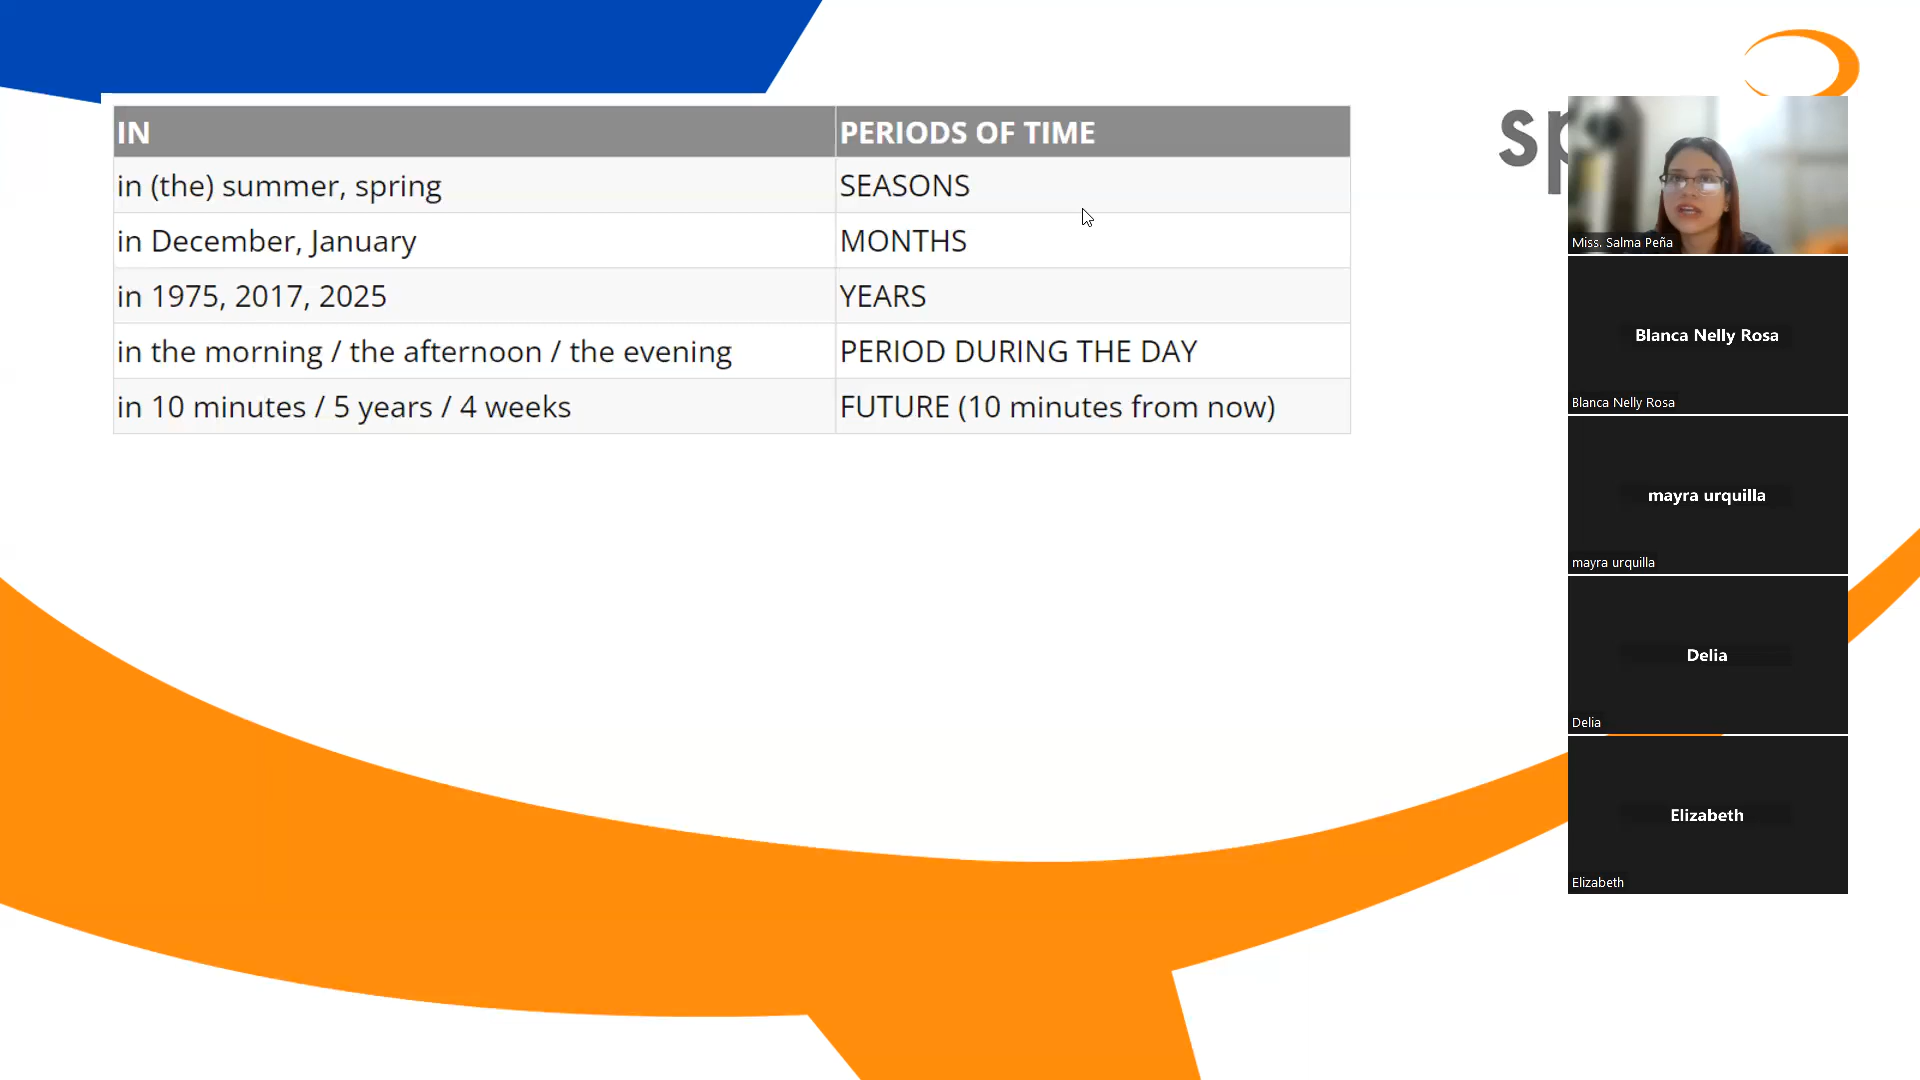 IN PERIODS OF TIME
in (the) summer, spring SEASONS
in December, January MONTHS
in 1975, 2017, 2025 YEARS
in the morning / the afternoon / the evening PERIOD DURING THE DAY
in 10 minutes / 5 years / 4 weeks FUTURE (10 minutes from now)
Miss. Salma Peña
Blanca Nelly Rosa
Blanca Nelly Rosa
mayra urquilla
mayra urquilla
Delia
Delia
Elizabeth
Elizabeth